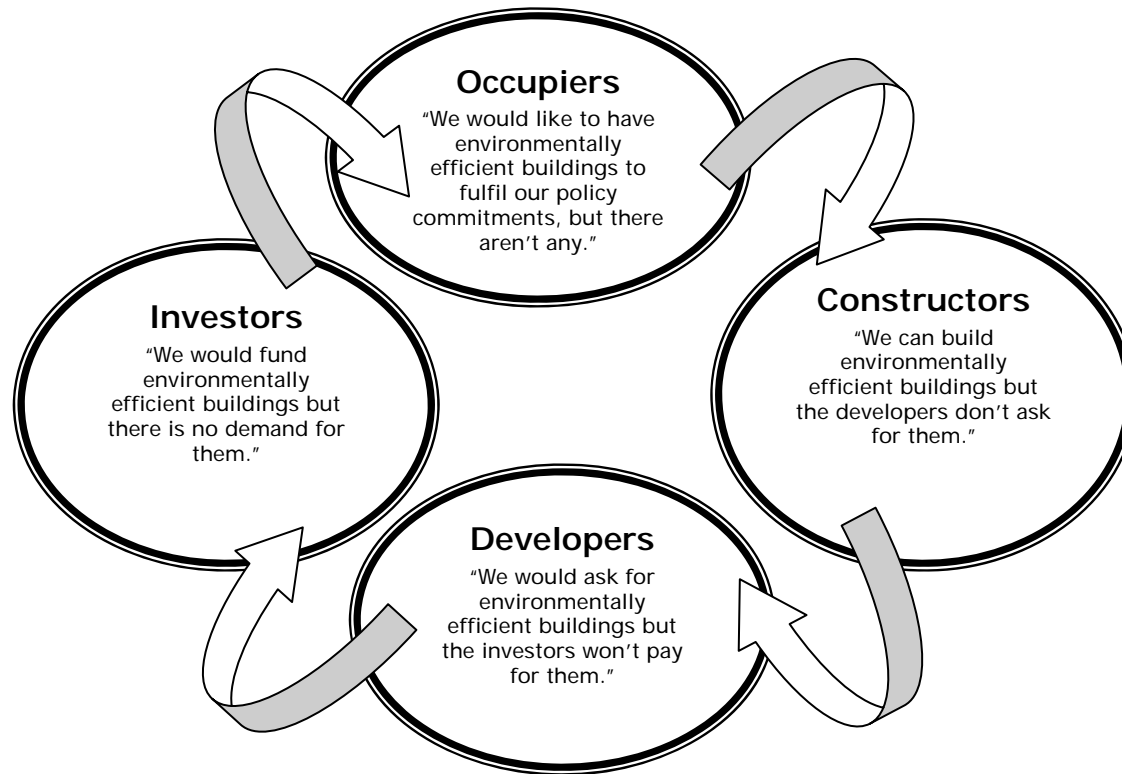 Occupiers
“We would like to have
environmentally
efficient buildings to
fulfil our policy
commitments, but there
aren’t any.”
Investors
“We would fund
environmentally
efficient buildings but
there is no demand for
them.”
Constructors
“We can build
environmentally
efficient buildings but
the developers don’t ask
for them.”
Developers
“We would ask for
environmentally
efficient buildings but
the investors won’t pay
for them.”